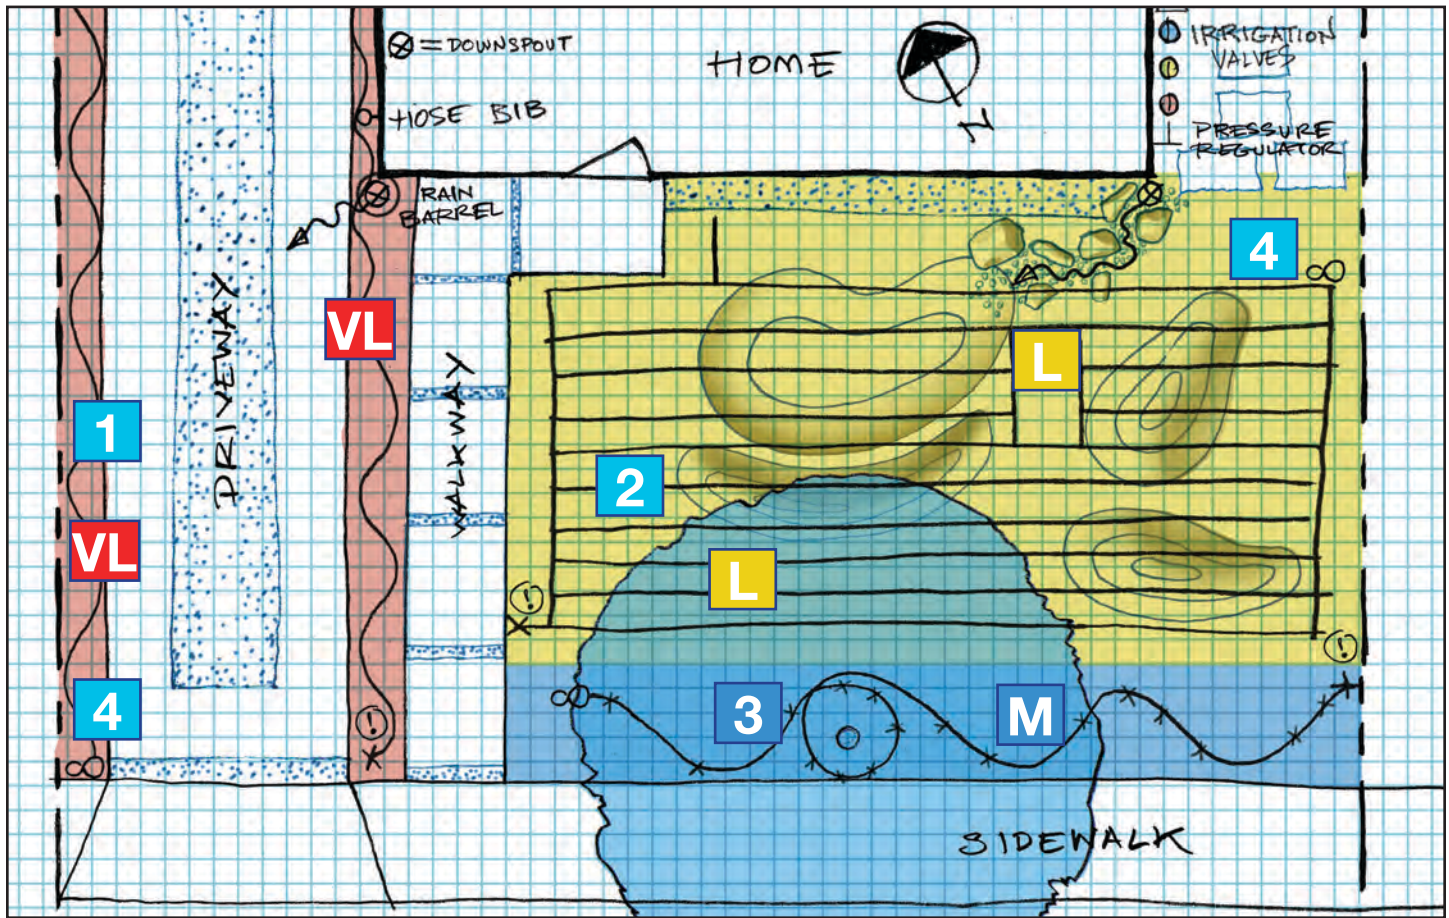 ⊗ = DOWNSPOUT
HOSE BIB
HOME
N
IRRIGATION
VALVES
PRESSURE
REGULATOR
RAIN
BARREL
4
∞
DRIVEWAY
VL
WALKWAY
L
1
2
VL
L
!
!
4
3
M
!
∞
∞
SIDEWALK